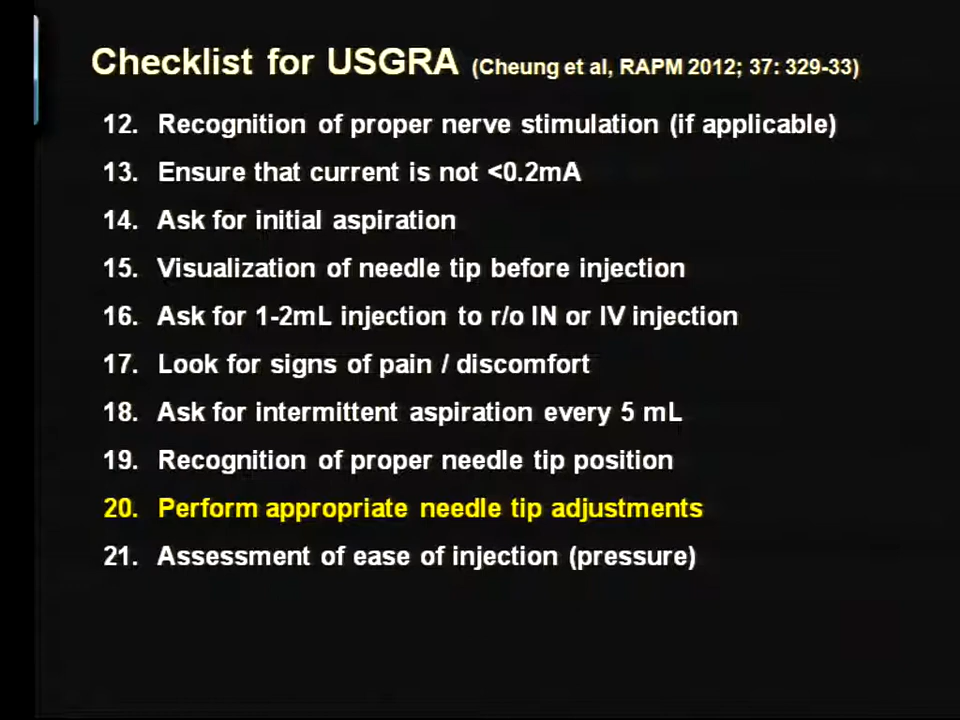 Checklist for USGRA (Cheung et al, RAPM 2012; 37: 329-33)
12. Recognition of proper nerve stimulation (if applicable)
13. Ensure that current is not <0.2mA
14. Ask for initial aspiration
15. Visualization of needle tip before injection
16. Ask for 1-2mL injection to r/o IN or IV injection
17. Look for signs of pain / discomfort
18. Ask for intermittent aspiration every 5 mL
19. Recognition of proper needle tip position
20. Perform appropriate needle tip adjustments
21. Assessment of ease of injection (pressure)